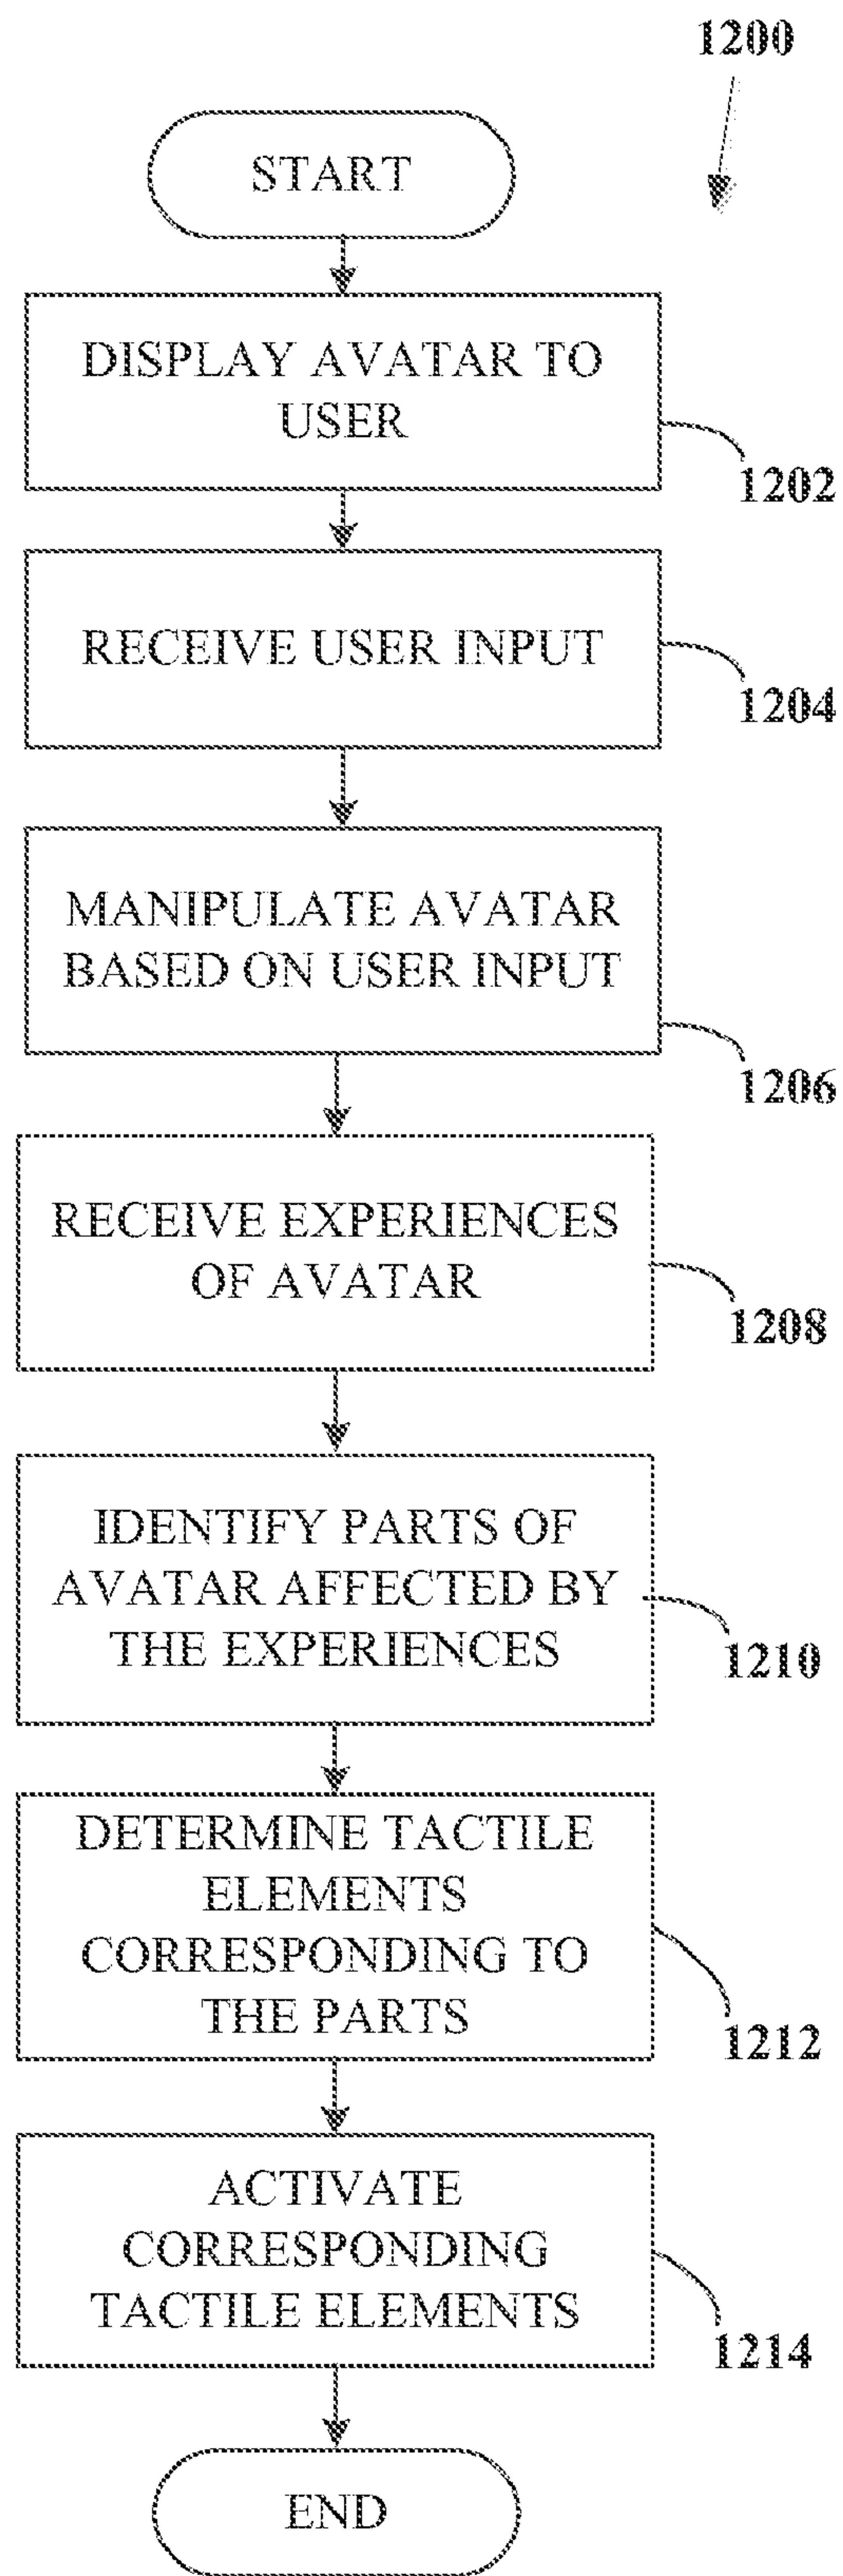 1200
START
DISPLAY AVATAR TO
USER
1202
RECEIVE USER INPUT
1204
MANIPULATE AVATAR
BASED ON USER INPUT
1206
RECEIVE EXPERIENCES
OF AVATAR
1208
IDENTIFY PARTS OF
AVATAR AFFECTED BY
THE EXPERIENCES
1210
DETERMINE TACTILE
ELEMENTS
CORRESPONDING TO
THE PARTS
1212
ACTIVATE
CORRESPONDING
TACTILE ELEMENTS
1214
END